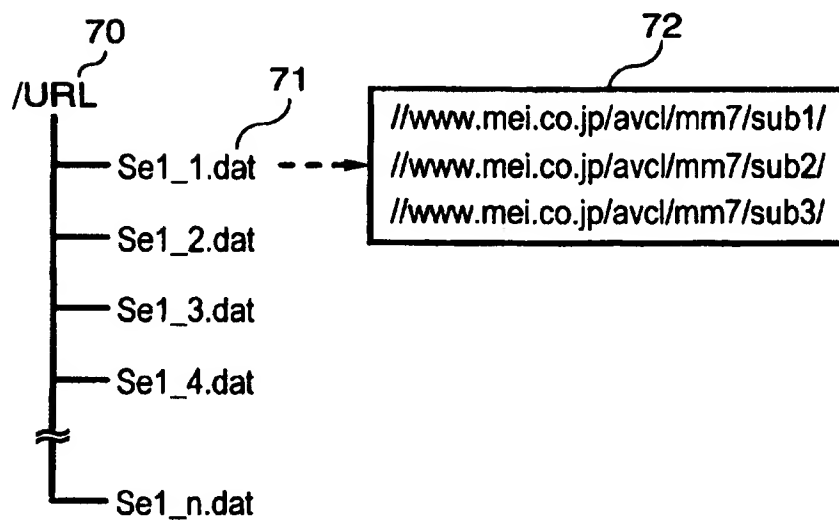 70
/URL
71
72
Se1_1.dat
//www.mei.co.jp/avcl/mm7/sub1/
//www.mei.co.jp/avcl/mm7/sub2/
//www.mei.co.jp/avcl/mm7/sub3/
Se1_2.dat
Se1_3.dat
Se1_4.dat
Se1_n.dat